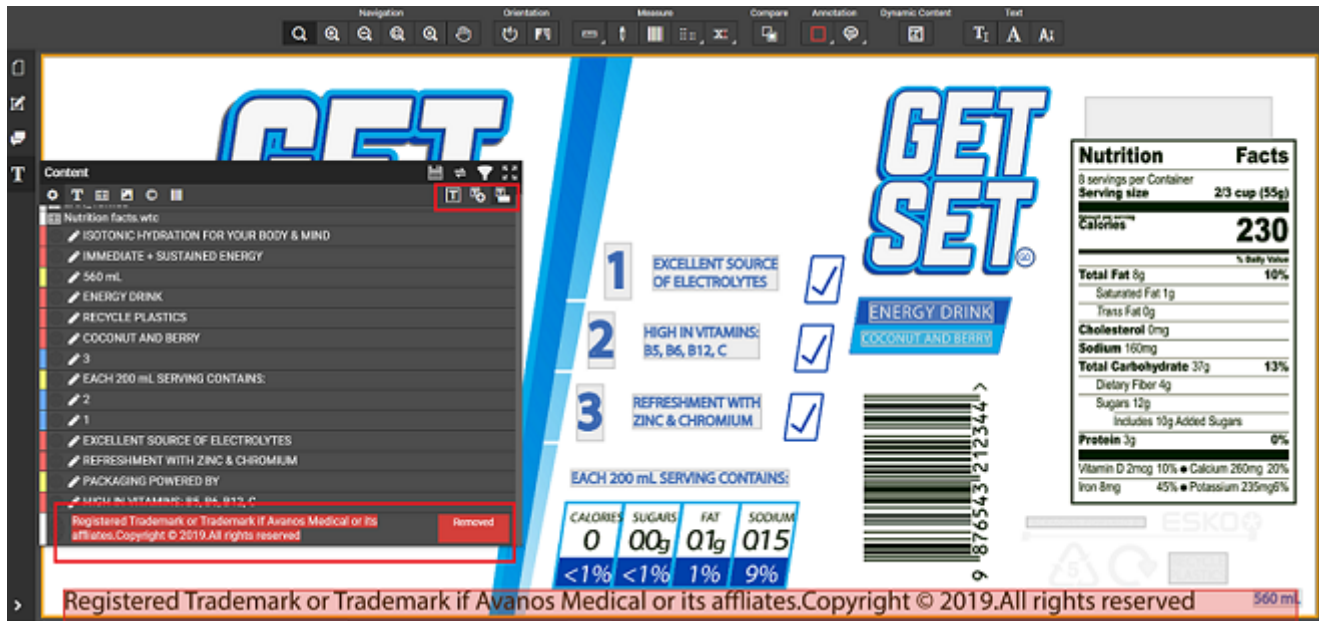 Navigation
Orientation
Measure
Compare
Annotation
Dynamic Content
Text
GET
Content
Nutrition facts.wtc
ISOTONIC HYDRATION FOR YOUR BODY & MIND
IMMEDIATE + SUSTAINED ENERGY
560 mL
ENERGY DRINK
RECYCLE PLASTICS
COCONUT AND BERRY
3
EACH 200 mL SERVING CONTAINS:
2
1
EXCELLENT SOURCE OF ELECTROLYTES
REFRESHMENT WITH ZINC & CHROMIUM
PACKAGING POWERED BY
HIGH IN VITAMINS: B5, B6, B12, C
Registered Trademark or Trademark if Avanos Medical or its
affliates.Copyright © 2019.All rights reserved
Removed
1
EXCELLENT SOURCE
OF ELECTROLYTES
2
HIGH IN VITAMINS:
B5, B6, B12, C
3
REFRESHMENT WITH
ZINC & CHROMIUM
EACH 200 mL SERVING CONTAINS:
CALORIES SUGARS FAT SODIUM
0 00g 01g 015
<1% <1% 1% 9%
GET
SET
GO
ENERGY DRINK
COCONUT AND BERRY
9 876543 212344 >
Nutrition Facts
8 servings per Container
Serving size 2/3 cup (55g)
Calories 230
% Daily Value
Total Fat 8g 10%
Saturated Fat 1g
Trans Fat 0g
Cholesterol 0mg
Sodium 160mg
Total Carbohydrate 37g 13%
Dietary Fiber 4g
Sugars 12g
Includes 10g Added Sugars
Protein 3g 0%
Vitamin D 2mcg 10% ● Calcium 260mg 20%
Iron 8mg 45% ● Potassium 235mg6%
ESKO
5
560 mL
Registered Trademark or Trademark if Avanos Medical or its affliates.Copyright © 2019.All rights reserved